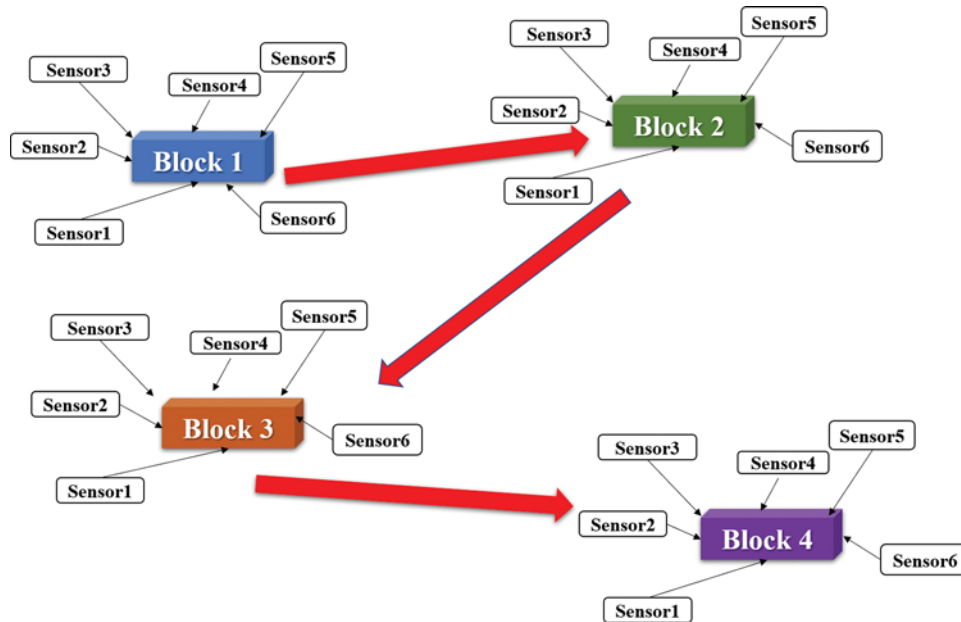 Sensor3
Sensor4
Sensor5
Sensor2
Block 1
Sensor1
Sensor6
Sensor3
Sensor4
Sensor5
Sensor2
Block 2
Sensor6
Sensor1
Sensor3
Sensor4
Sensor5
Sensor2
Block 3
Sensor6
Sensor1
Sensor3
Sensor4
Sensor5
Sensor2
Block 4
Sensor6
Sensor1